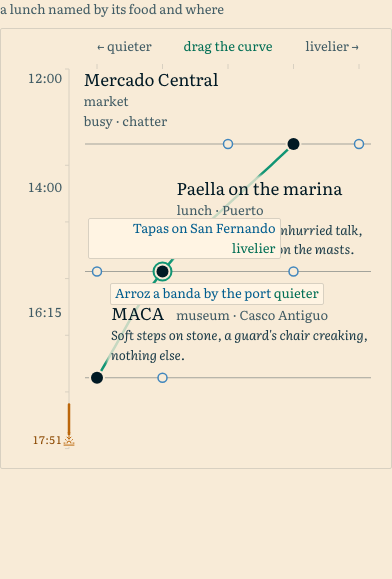 a lunch named by its food and where
← quieter drag the curve livelier →
12:00 Mercado Central
market
busy · chatter
14:00 Paella on the marina
lunch · Puerto
Tapas on San Fernando
livelier
nhurried talk,
on the masts.
Arroz a banda by the port quieter
16:15 MACA museum · Casco Antiguo
Soft steps on stone, a guard's chair creaking,
nothing else.
17:51